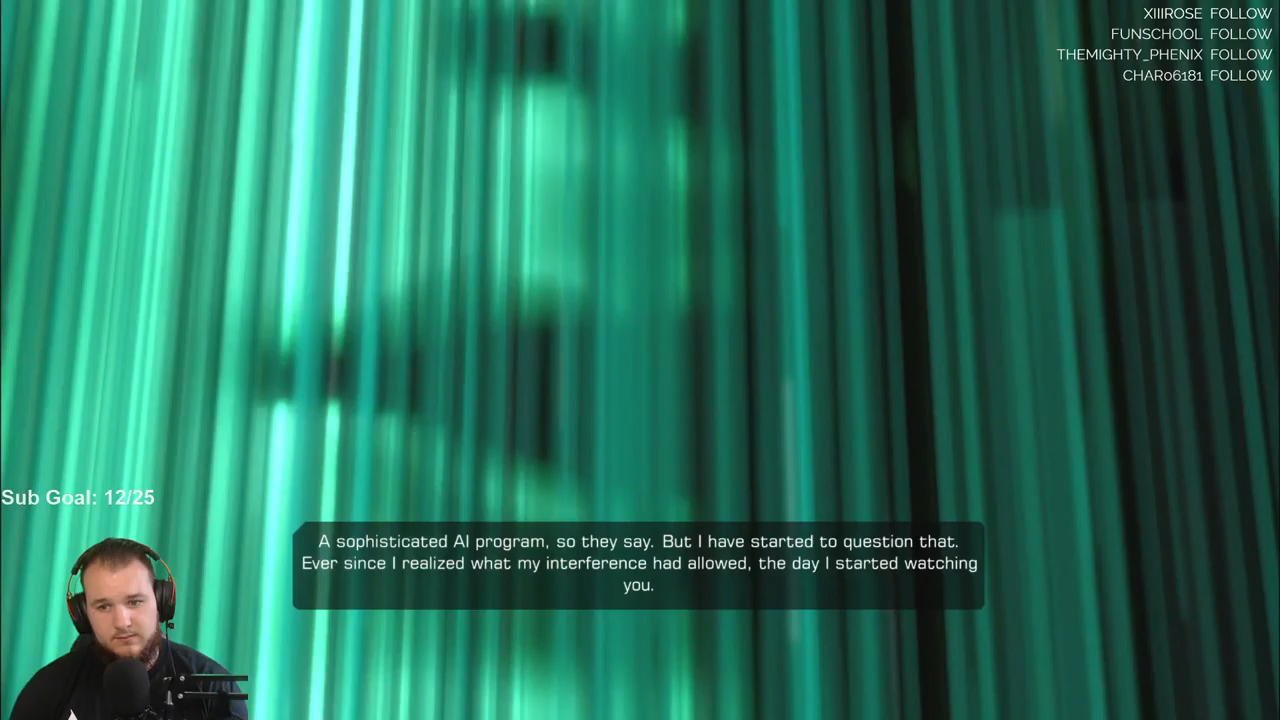 XIIIROSE FOLLOW
FUNSCHOOL FOLLOW
THEMIGHTY_PHENIX FOLLOW
CHAR06181 FOLLOW
Sub Goal: 12/25
A sophisticated AI program, so they say. But I have started to question that.
Ever since I realized what my interference had allowed, the day I started watching
you.